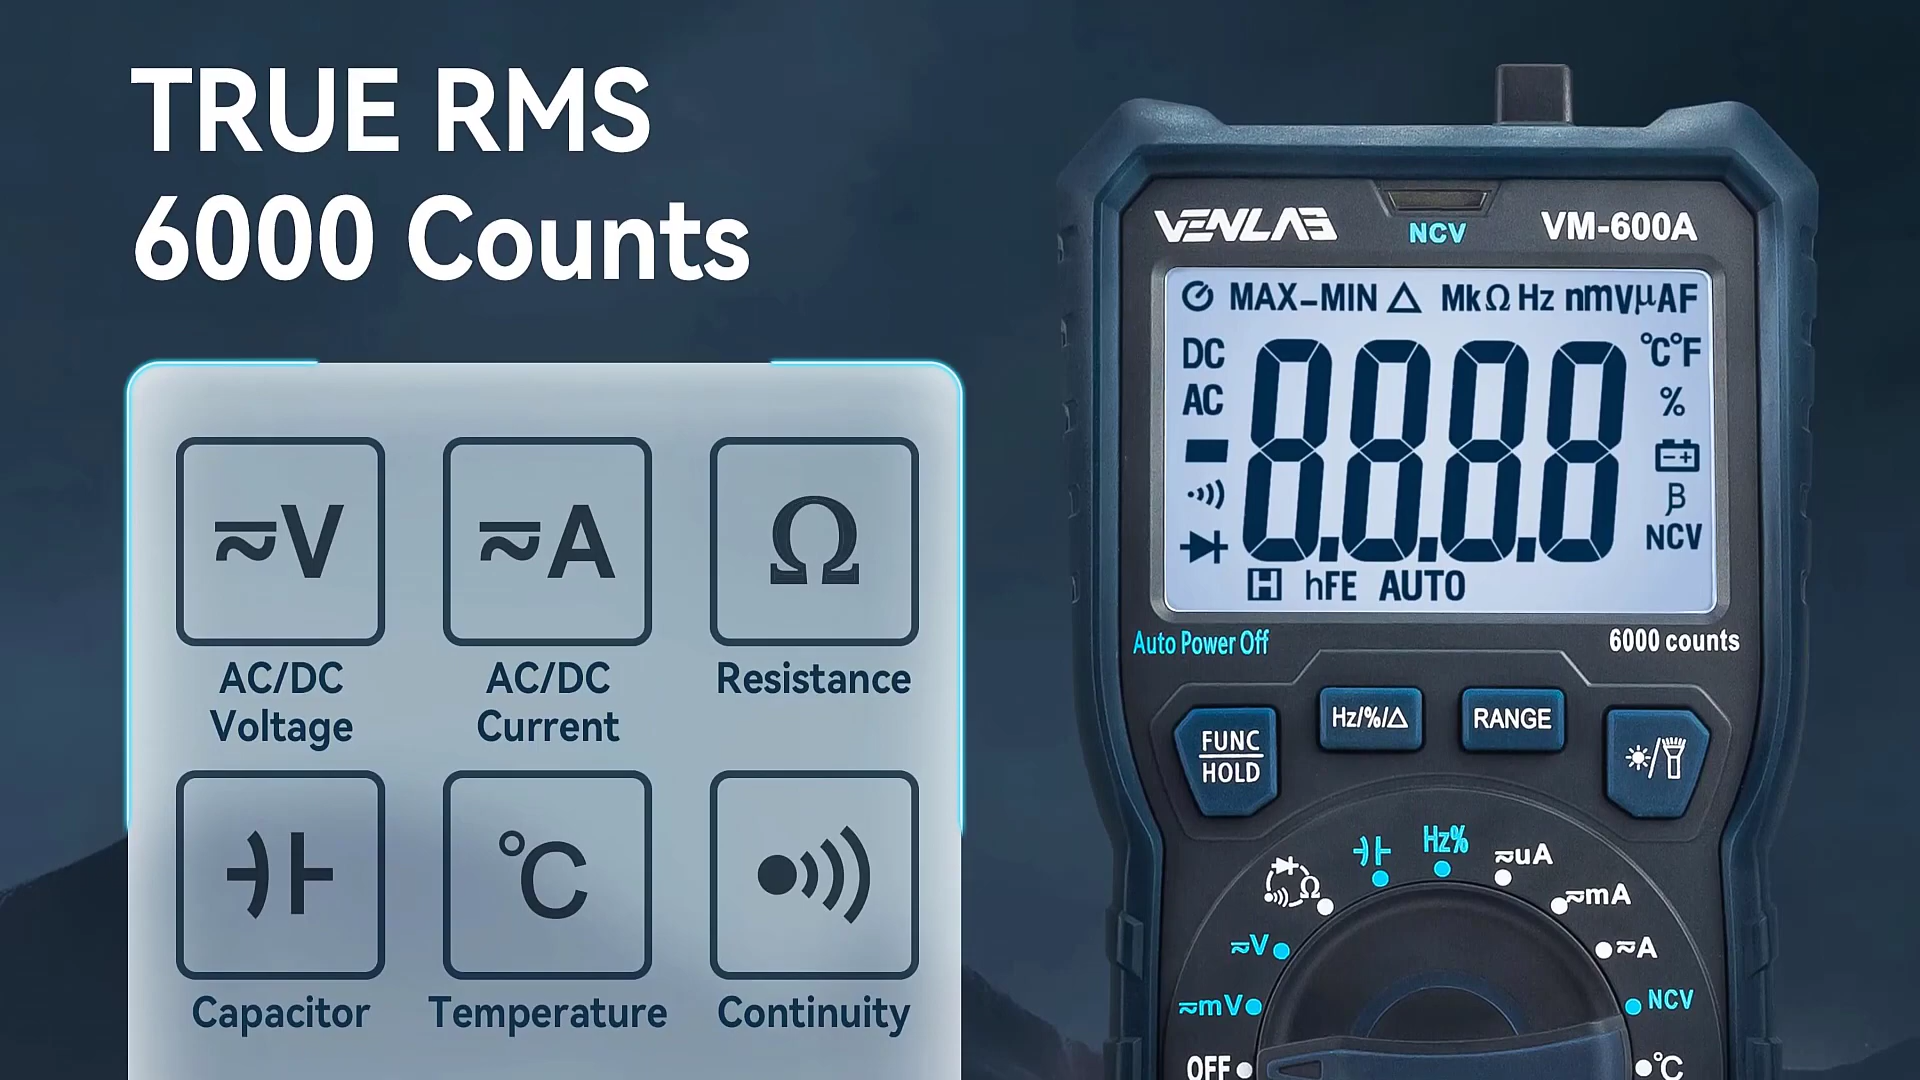 TRUE RMS
6000 Counts
≂V
≂A
Ω
AC/DC
Voltage
AC/DC
Current
Resistance
℃
Capacitor
Temperature
Continuity
VENLAB
NCV
VM-600A
MAX-MIN △ MkΩ Hz nmVμAF
DC
AC
8.8.8.8
°C°F
%
β
NCV
H hFE AUTO
Auto Power Off
6000 counts
FUNC
HOLD
Hz/%/△
RANGE
Ω
Hz%
≂uA
≂mA
≂V
≂A
≂mV
NCV
OFF
℃